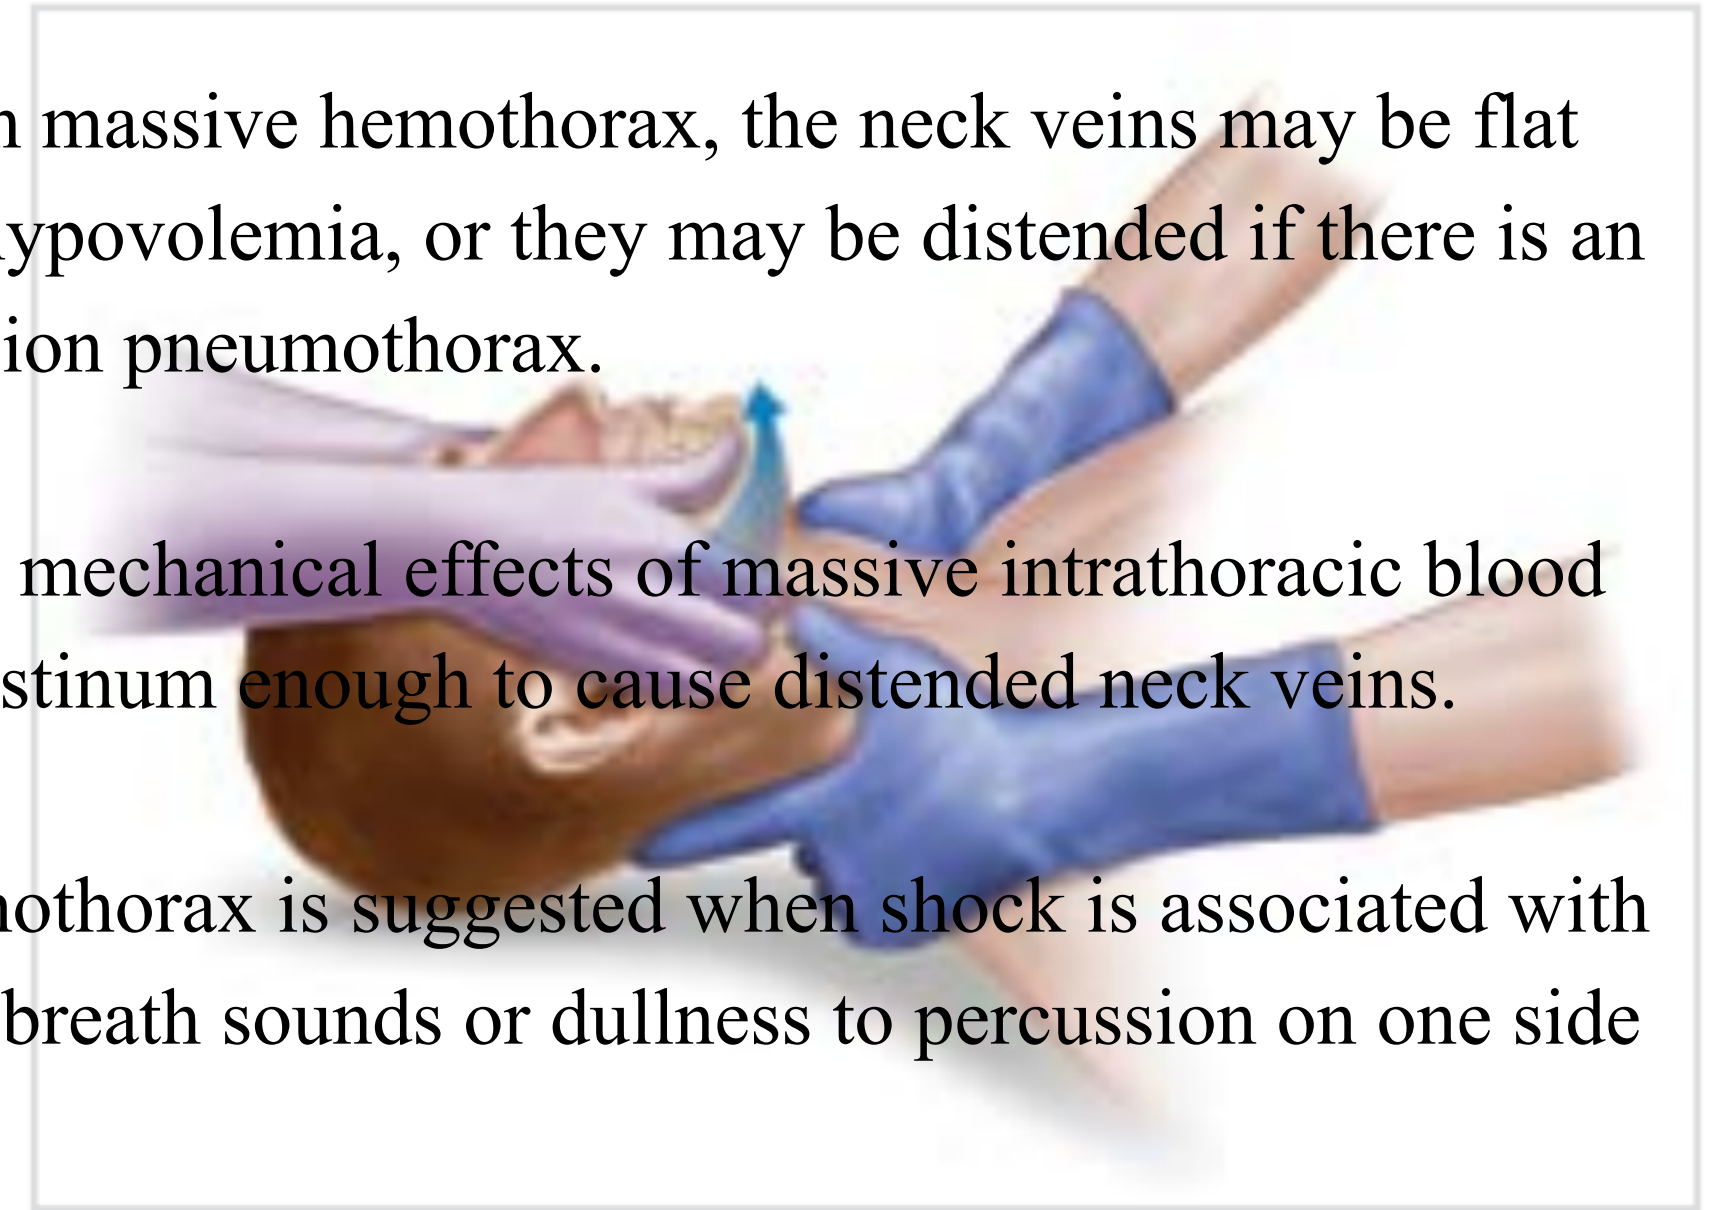 massive hemothorax, the neck veins may be flat
ypovolemia, or they may be distended if there is an
ion pneumothorax.
mechanical effects of massive intrathoracic blood
stinum enough to cause distended neck veins.
othorax is suggested when shock is associated with
breath sounds or dullness to percussion on one side